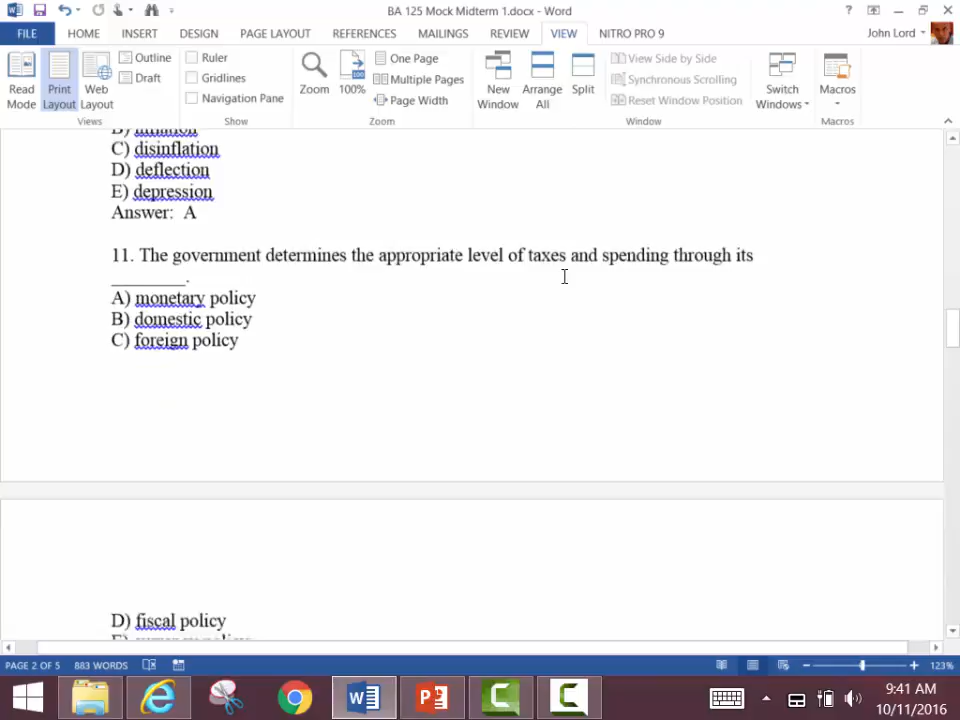 BA 125 Mock Midterm 1.docx - Word
FILE HOME INSERT DESIGN PAGE LAYOUT REFERENCES MAILINGS REVIEW VIEW NITRO PRO 9 John Lord
Read Mode
Print Layout
Web Layout
Outline
Draft
Views
Ruler
Gridlines
Navigation Pane
Show
Zoom
100%
One Page
Multiple Pages
Page Width
Zoom
New Window
Arrange All
Split
View Side by Side
Synchronous Scrolling
Reset Window Position
Window
Switch Windows
Macros
Macros
B) inflation
C) disinflation
D) deflection
E) depression
Answer: A
11. The government determines the appropriate level of taxes and spending through its
________.
A) monetary policy
B) domestic policy
C) foreign policy
D) fiscal policy
PAGE 2 OF 5 883 WORDS 123%
9:41 AM
10/11/2016